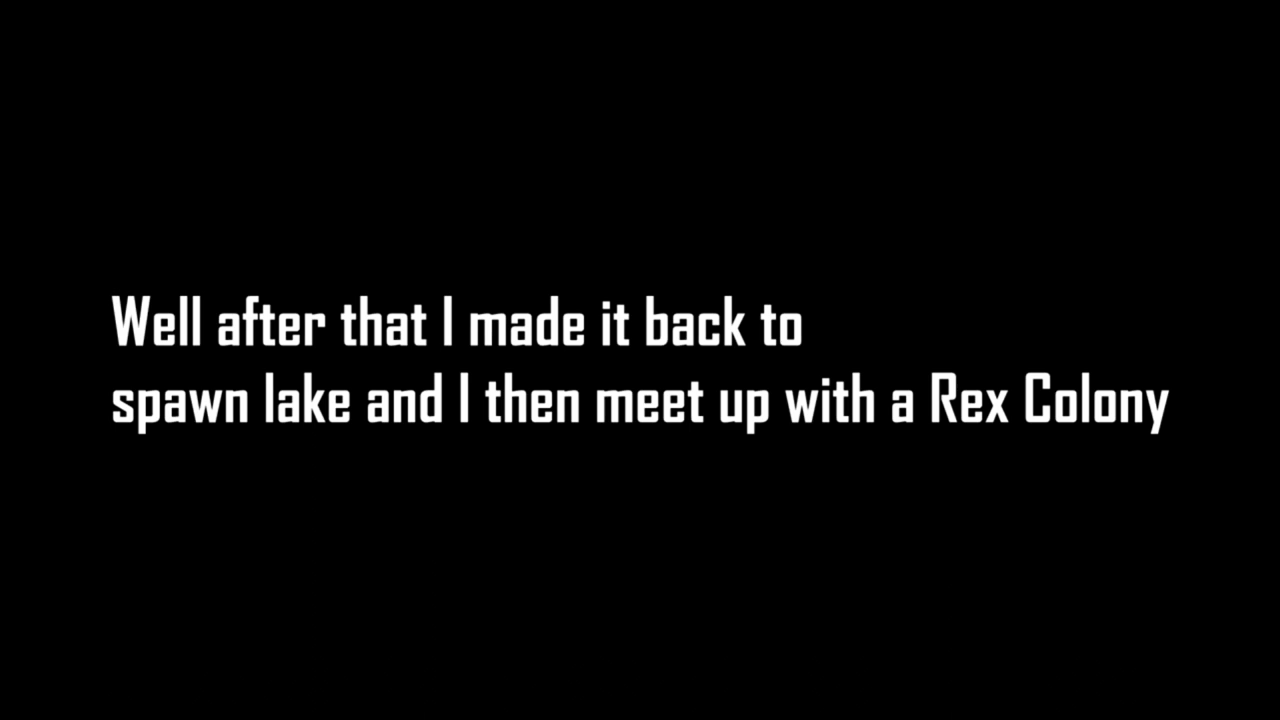 Well after that I made it back to
spawn lake and I then meet up with a Rex Colony